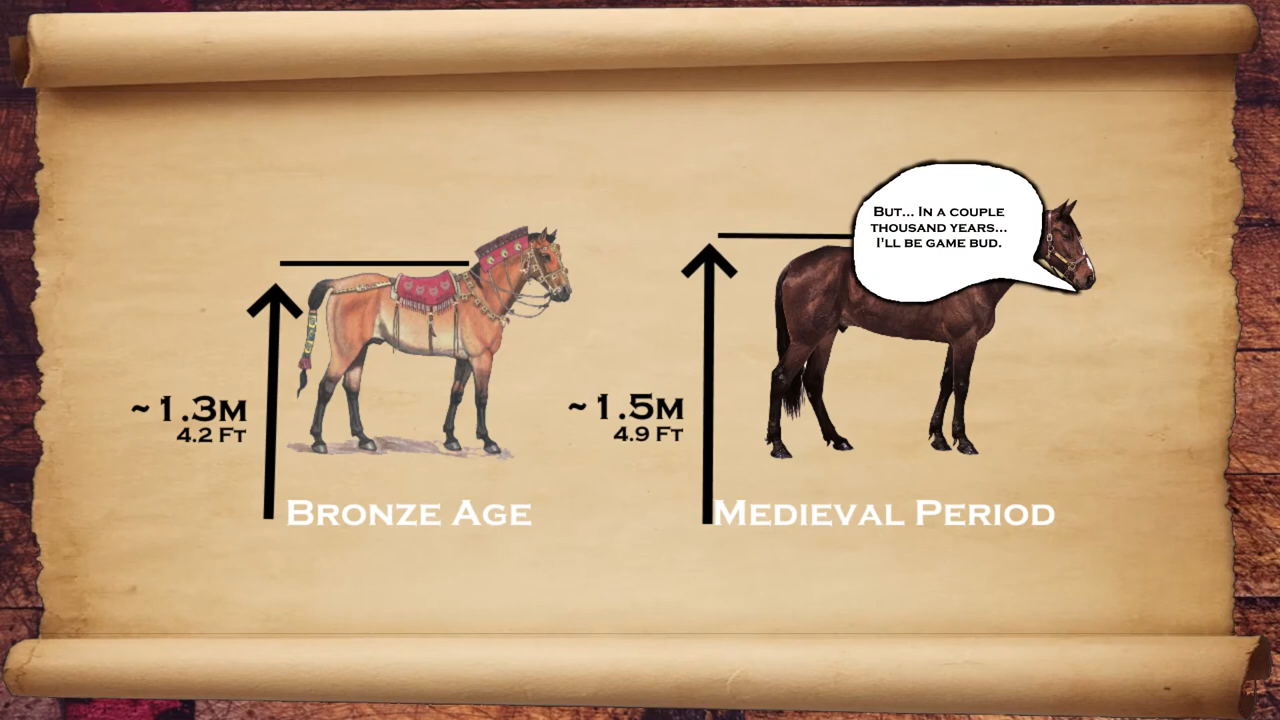 But... In a couple
thousand years...
I'll be game bud.
~1.3m
4.2 Ft
~1.5m
4.9 Ft
Bronze Age
Medieval Period